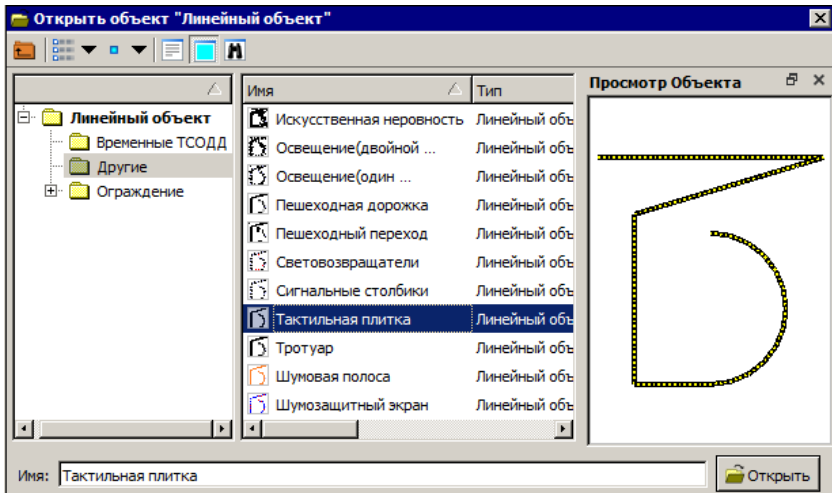 Открыть объект "Линейный объект"
Имя
Тип
Просмотр Объекта
Линейный объект
Временные ТСОДД
Другие
Ограждение
Искусственная неровность Линейный объ
Освещение(двойной ... Линейный объ
Освещение(один ... Линейный объ
Пешеходная дорожка Линейный объ
Пешеходный переход Линейный объ
Световозвращатели Линейный объ
Сигнальные столбики Линейный объ
Тактильная плитка Линейный объ
Тротуар Линейный объ
Шумовая полоса Линейный объ
Шумозащитный экран Линейный объ
Имя: Тактильная плитка
Открыть